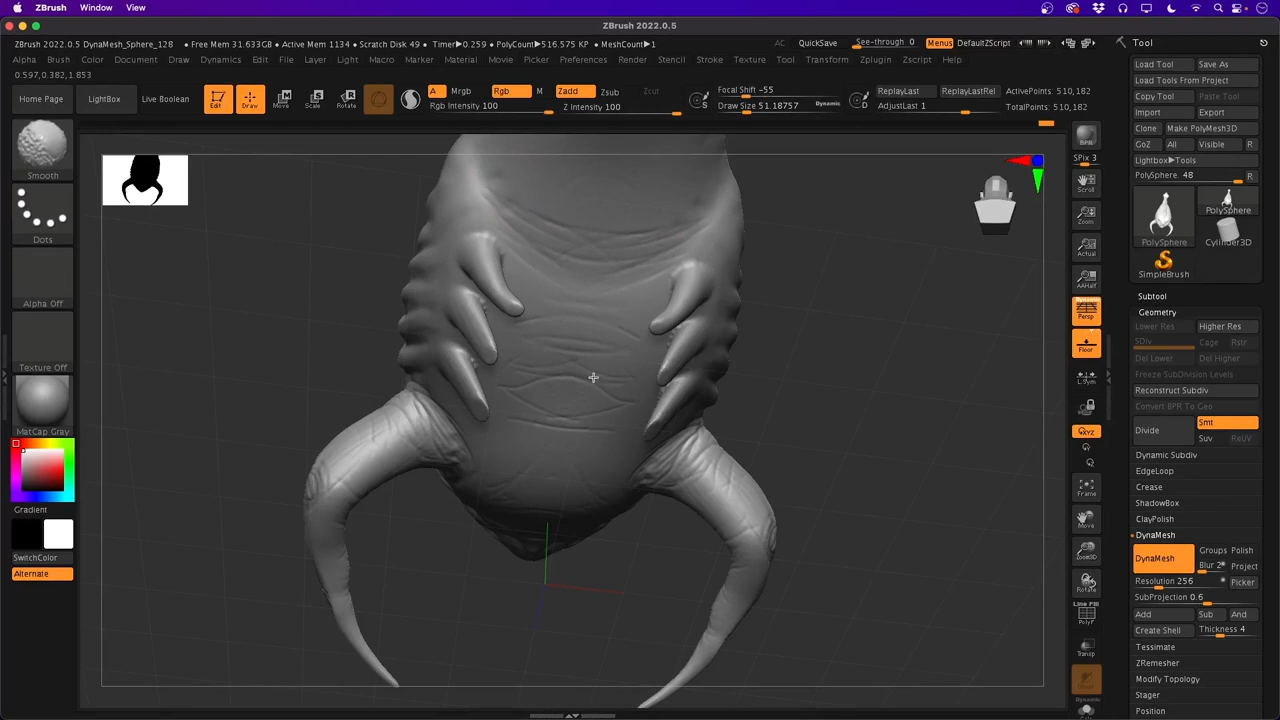 ZBrush Window View
ZBrush 2022.0.5
ZBrush 2022.0.5 DynaMesh_Sphere_128 • Free Mem 31.633GB • Active Mem 1134 • Scratch Disk 49 • Timer▶0.259 • PolyCount▶516.575 KP • MeshCount▶1 AC QuickSave See-through 0 Menus DefaultZScript Tool
Alpha Brush Color Document Draw Dynamics Edit File Layer Light Macro Marker Material Movie Picker Preferences Render Stencil Stroke Texture Tool Transform Zplugin Zscript Help
0.597,0.382,1.853
Home Page LightBox Live Boolean Edit Draw Move Scale Rotate A Mrgb Rgb M Zadd Zsub Zcut Focal Shift -55 ReplayLast ReplayLastRel ActivePoints: 510,182
Rgb Intensity 100 Z Intensity 100 Draw Size 51.18757 Dynamic AdjustLast 1 TotalPoints: 510,182
S
D
Smooth
Dots
Alpha Off
Texture Off
MatCap Gray
Gradient
SwitchColor
Alternate
BPR
SPix 3
Scroll
Zoom
Actual
AAHalf
Dynamic
Persp
Floor
L.Sym
XYZ
Frame
Move
Zoom3D
Rotate
Line Fill
PolyF
Transp
Dynamic
Load Tool Save As
Load Tools From Project
Copy Tool Paste Tool
Import Export
Clone Make PolyMesh3D
GoZ All Visible R
Lightbox▶Tools
PolySphere. 48 R
PolySphere
PolySphere Cylinder3D
SimpleBrush
Subtool
Geometry
Lower Res Higher Res
SDiv Cage Rstr
Del Lower Del Higher
Freeze SubDivision Levels
Reconstruct Subdiv
Convert BPR To Geo
Divide Smt
Suv ReUV
Dynamic Subdiv
EdgeLoop
Crease
ShadowBox
ClayPolish
DynaMesh
DynaMesh Groups Polish
Blur 2 Project
Resolution 256 Picker
SubProjection 0.6
Add Sub And
Create Shell Thickness 4
Tessimate
ZRemesher
Modify Topology
Stager
Position